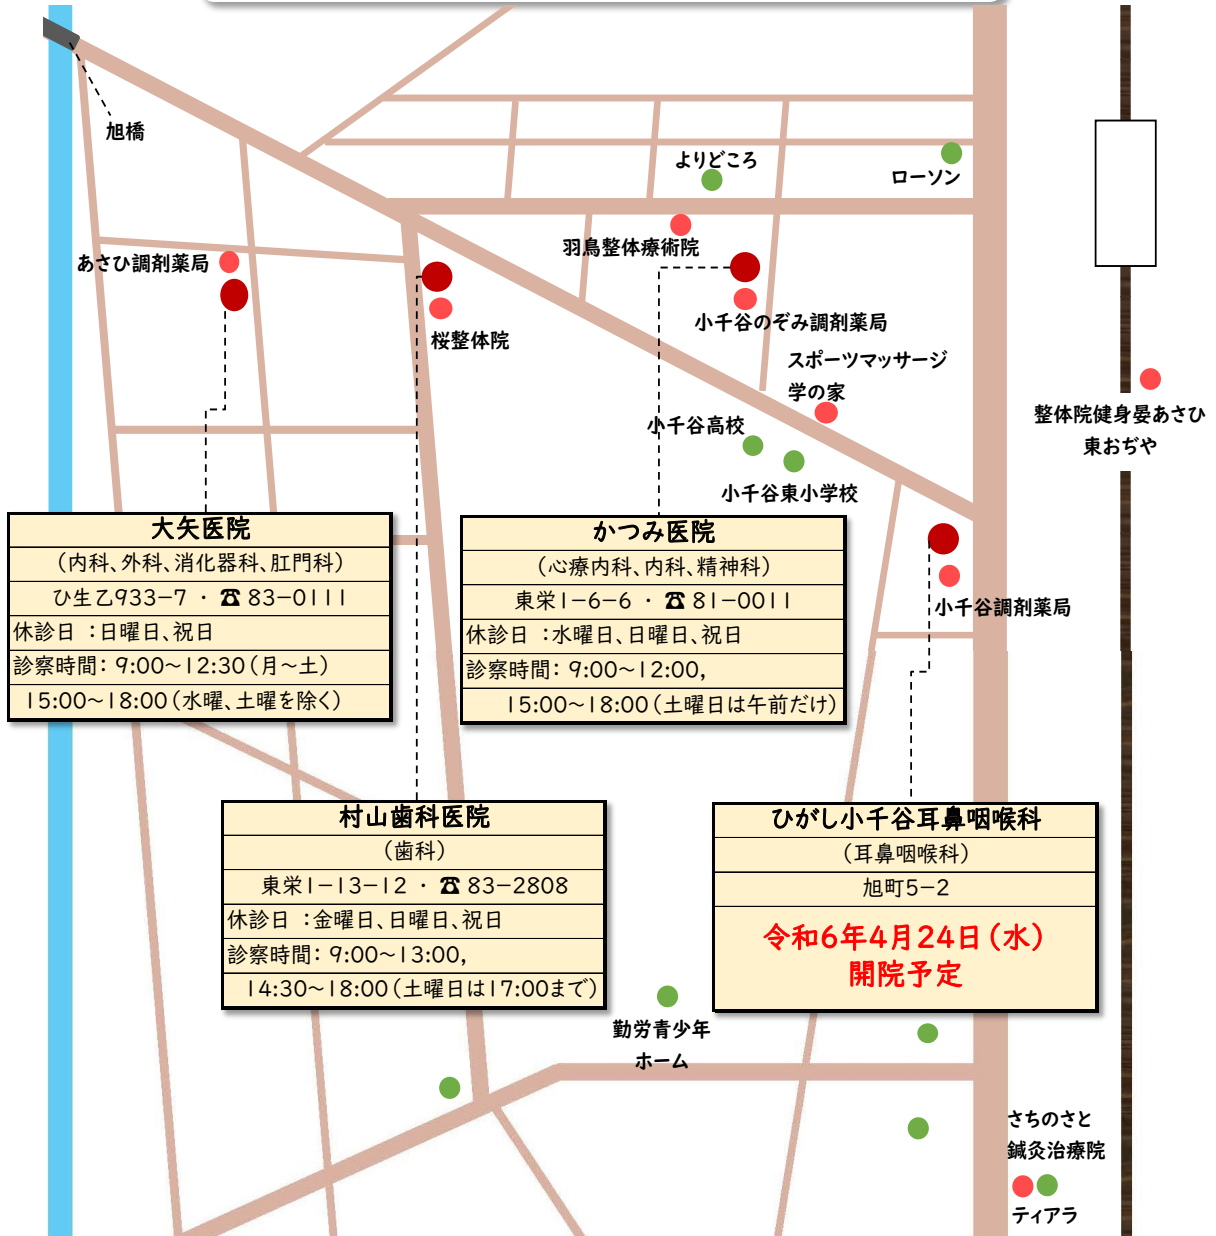 旭橋
よりどころ
ローソン
羽鳥整体療術院
あさひ調剤薬局
桜整体院
小千谷のぞみ調剤薬局
スポーツマッサージ
学の家
整体院健身晏あさひ
東おぢや
小千谷高校
小千谷東小学校
小千谷調剤薬局
大矢医院
（内科、外科、消化器科、肛門科）
ひ生乙933-7 ・ ☎ 83-0111
休診日 ：日曜日、祝日
診察時間： 9:00～12:30（月～土）
15:00～18:00（水曜、土曜を除く）
かつみ医院
（心療内科、内科、精神科）
東栄1-6-6 ・ ☎ 81-0011
休診日 ：水曜日、日曜日、祝日
診察時間： 9:00～12:00,
15:00～18:00（土曜日は午前だけ）
村山歯科医院
（歯科）
東栄1-13-12 ・ ☎ 83-2808
休診日 ：金曜日、日曜日、祝日
診察時間： 9:00～13:00,
14:30～18:00（土曜日は17:00まで）
ひがし小千谷耳鼻咽喉科
（耳鼻咽喉科）
旭町5-2
令和6年4月24日（水）
開院予定
勤労青少年
ホーム
さちのさと
鍼灸治療院
ティアラ